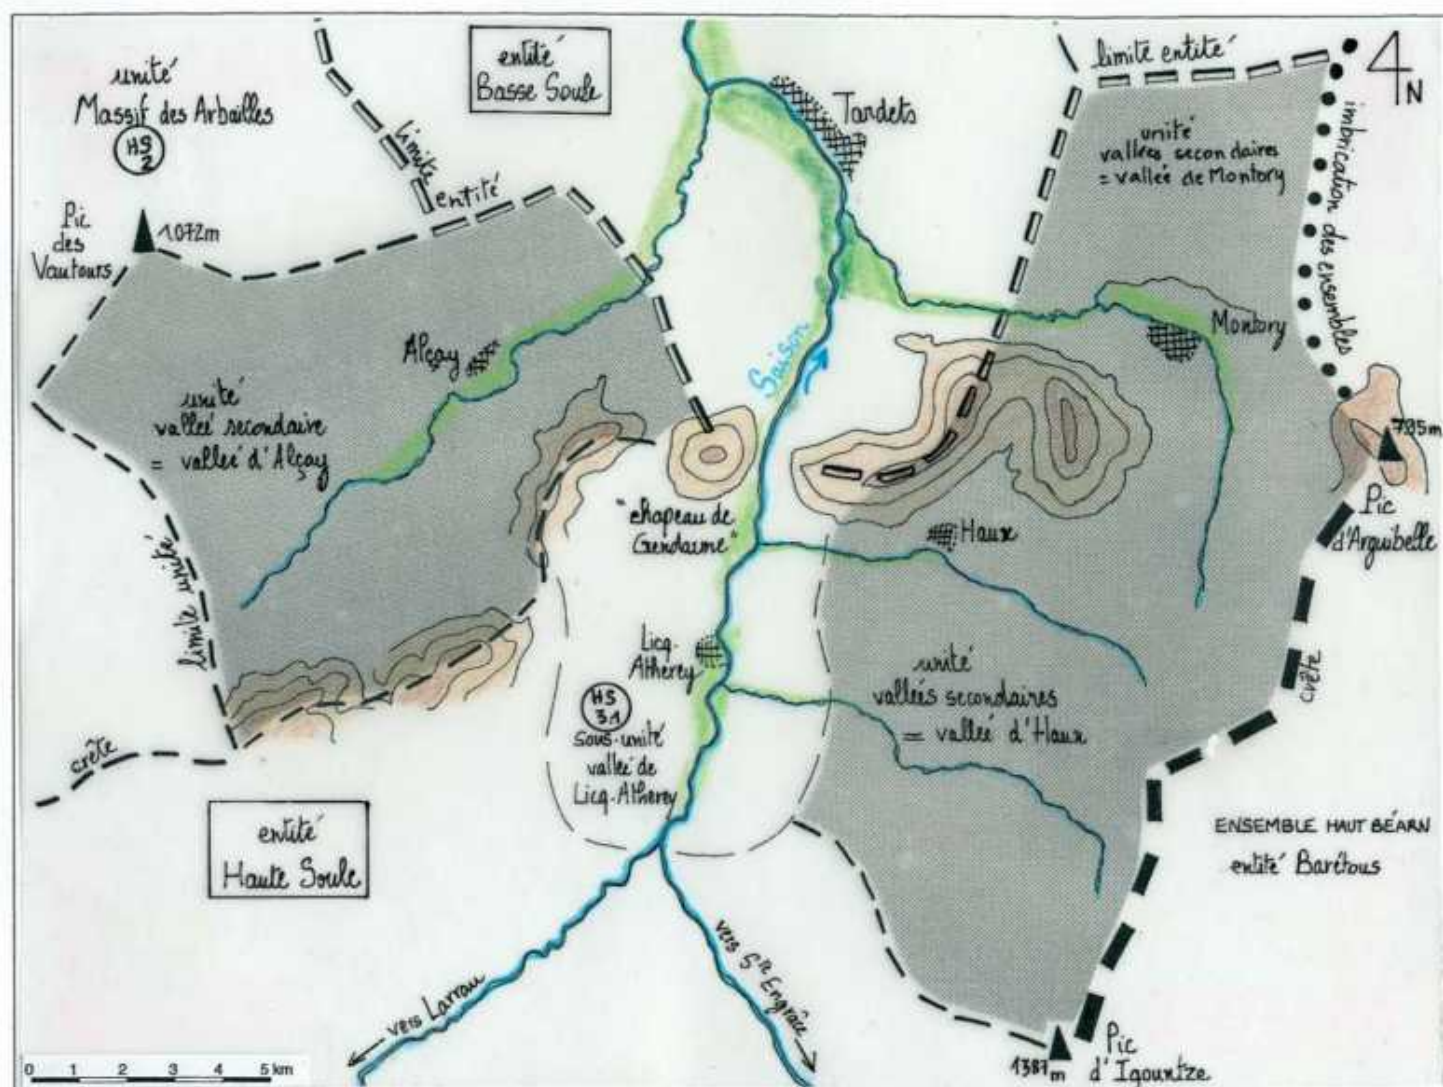 unité
Massif des Arbailles
HS
2
entité
Basse Soule
limite entité
N
Tardets
imbrication des ensembles
unité
vallées secondaires
= vallée de Montory
limite
entité
Pic
des
Vautours
1.072m
Alçay
Saison
Montory
unité
vallée secondaire
= vallée d'Alçay
705m
"chapeau de
Gendarme"
Haux
Pic
d'Arguibelle
limite unité
Licq-
Atherey
unité
vallées secondaires
= vallée d'Haux
crête
HS
3.1
sous-unité
vallée de
Licq-Atherey
crête
entité
Haute Soule
ENSEMBLE HAUT BÉARN
entité Barétous
vers Larrau
vers Ste Engrâce
1387m
Pic
d'Igountze
0 1 2 3 4 5 km